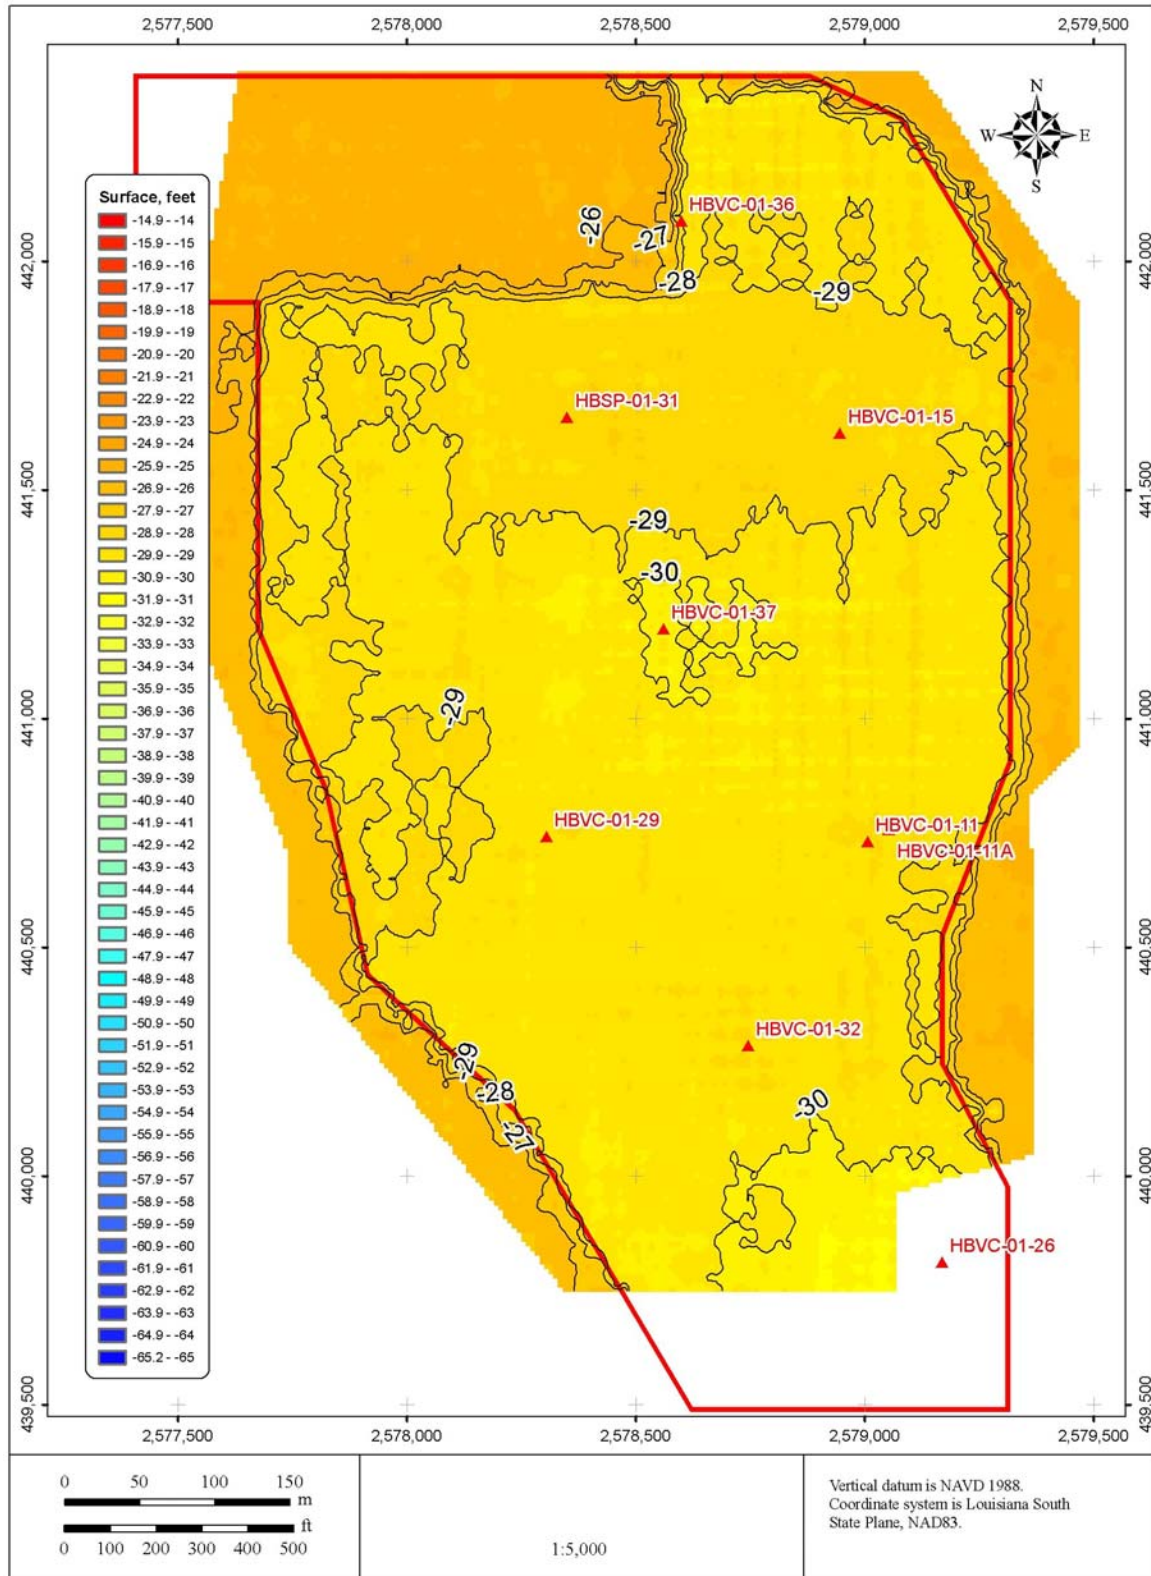 2,577,500 2,578,000 2,578,500 2,579,000 2,579,500
N
W E
S
Surface, feet
-14.9 - -14
-15.9 - -15
-16.9 - -16
-17.9 - -17
-18.9 - -18
-19.9 - -19
-20.9 - -20
-21.9 - -21
-22.9 - -22
-23.9 - -23
-24.9 - -24
-25.9 - -25
-26.9 - -26
-27.9 - -27
-28.9 - -28
-29.9 - -29
-30.9 - -30
-31.9 - -31
-32.9 - -32
-33.9 - -33
-34.9 - -34
-35.9 - -35
-36.9 - -36
-37.9 - -37
-38.9 - -38
-39.9 - -39
-40.9 - -40
-41.9 - -41
-42.9 - -42
-43.9 - -43
-44.9 - -44
-45.9 - -45
-46.9 - -46
-47.9 - -47
-48.9 - -48
-49.9 - -49
-50.9 - -50
-51.9 - -51
-52.9 - -52
-53.9 - -53
-54.9 - -54
-55.9 - -55
-56.9 - -56
-57.9 - -57
-58.9 - -58
-59.9 - -59
-60.9 - -60
-61.9 - -61
-62.9 - -62
-63.9 - -63
-64.9 - -64
-65.2 - -65
442,000
441,500
441,000
440,500
440,000
439,500
HBVC-01-36
-26
-27
-28
-29
HBSP-01-31
HBVC-01-15
-29
-30
HBVC-01-37
-29
HBVC-01-29
HBVC-01-11
HBVC-01-11A
HBVC-01-32
-29
-28
-27
-30
HBVC-01-26
442,000
441,500
441,000
440,500
440,000
439,500
2,577,500 2,578,000 2,578,500 2,579,000 2,579,500
0 50 100 150
m
ft
0 100 200 300 400 500
1:5,000
Vertical datum is NAVD 1988.
Coordinate system is Louisiana South
State Plane, NAD83.